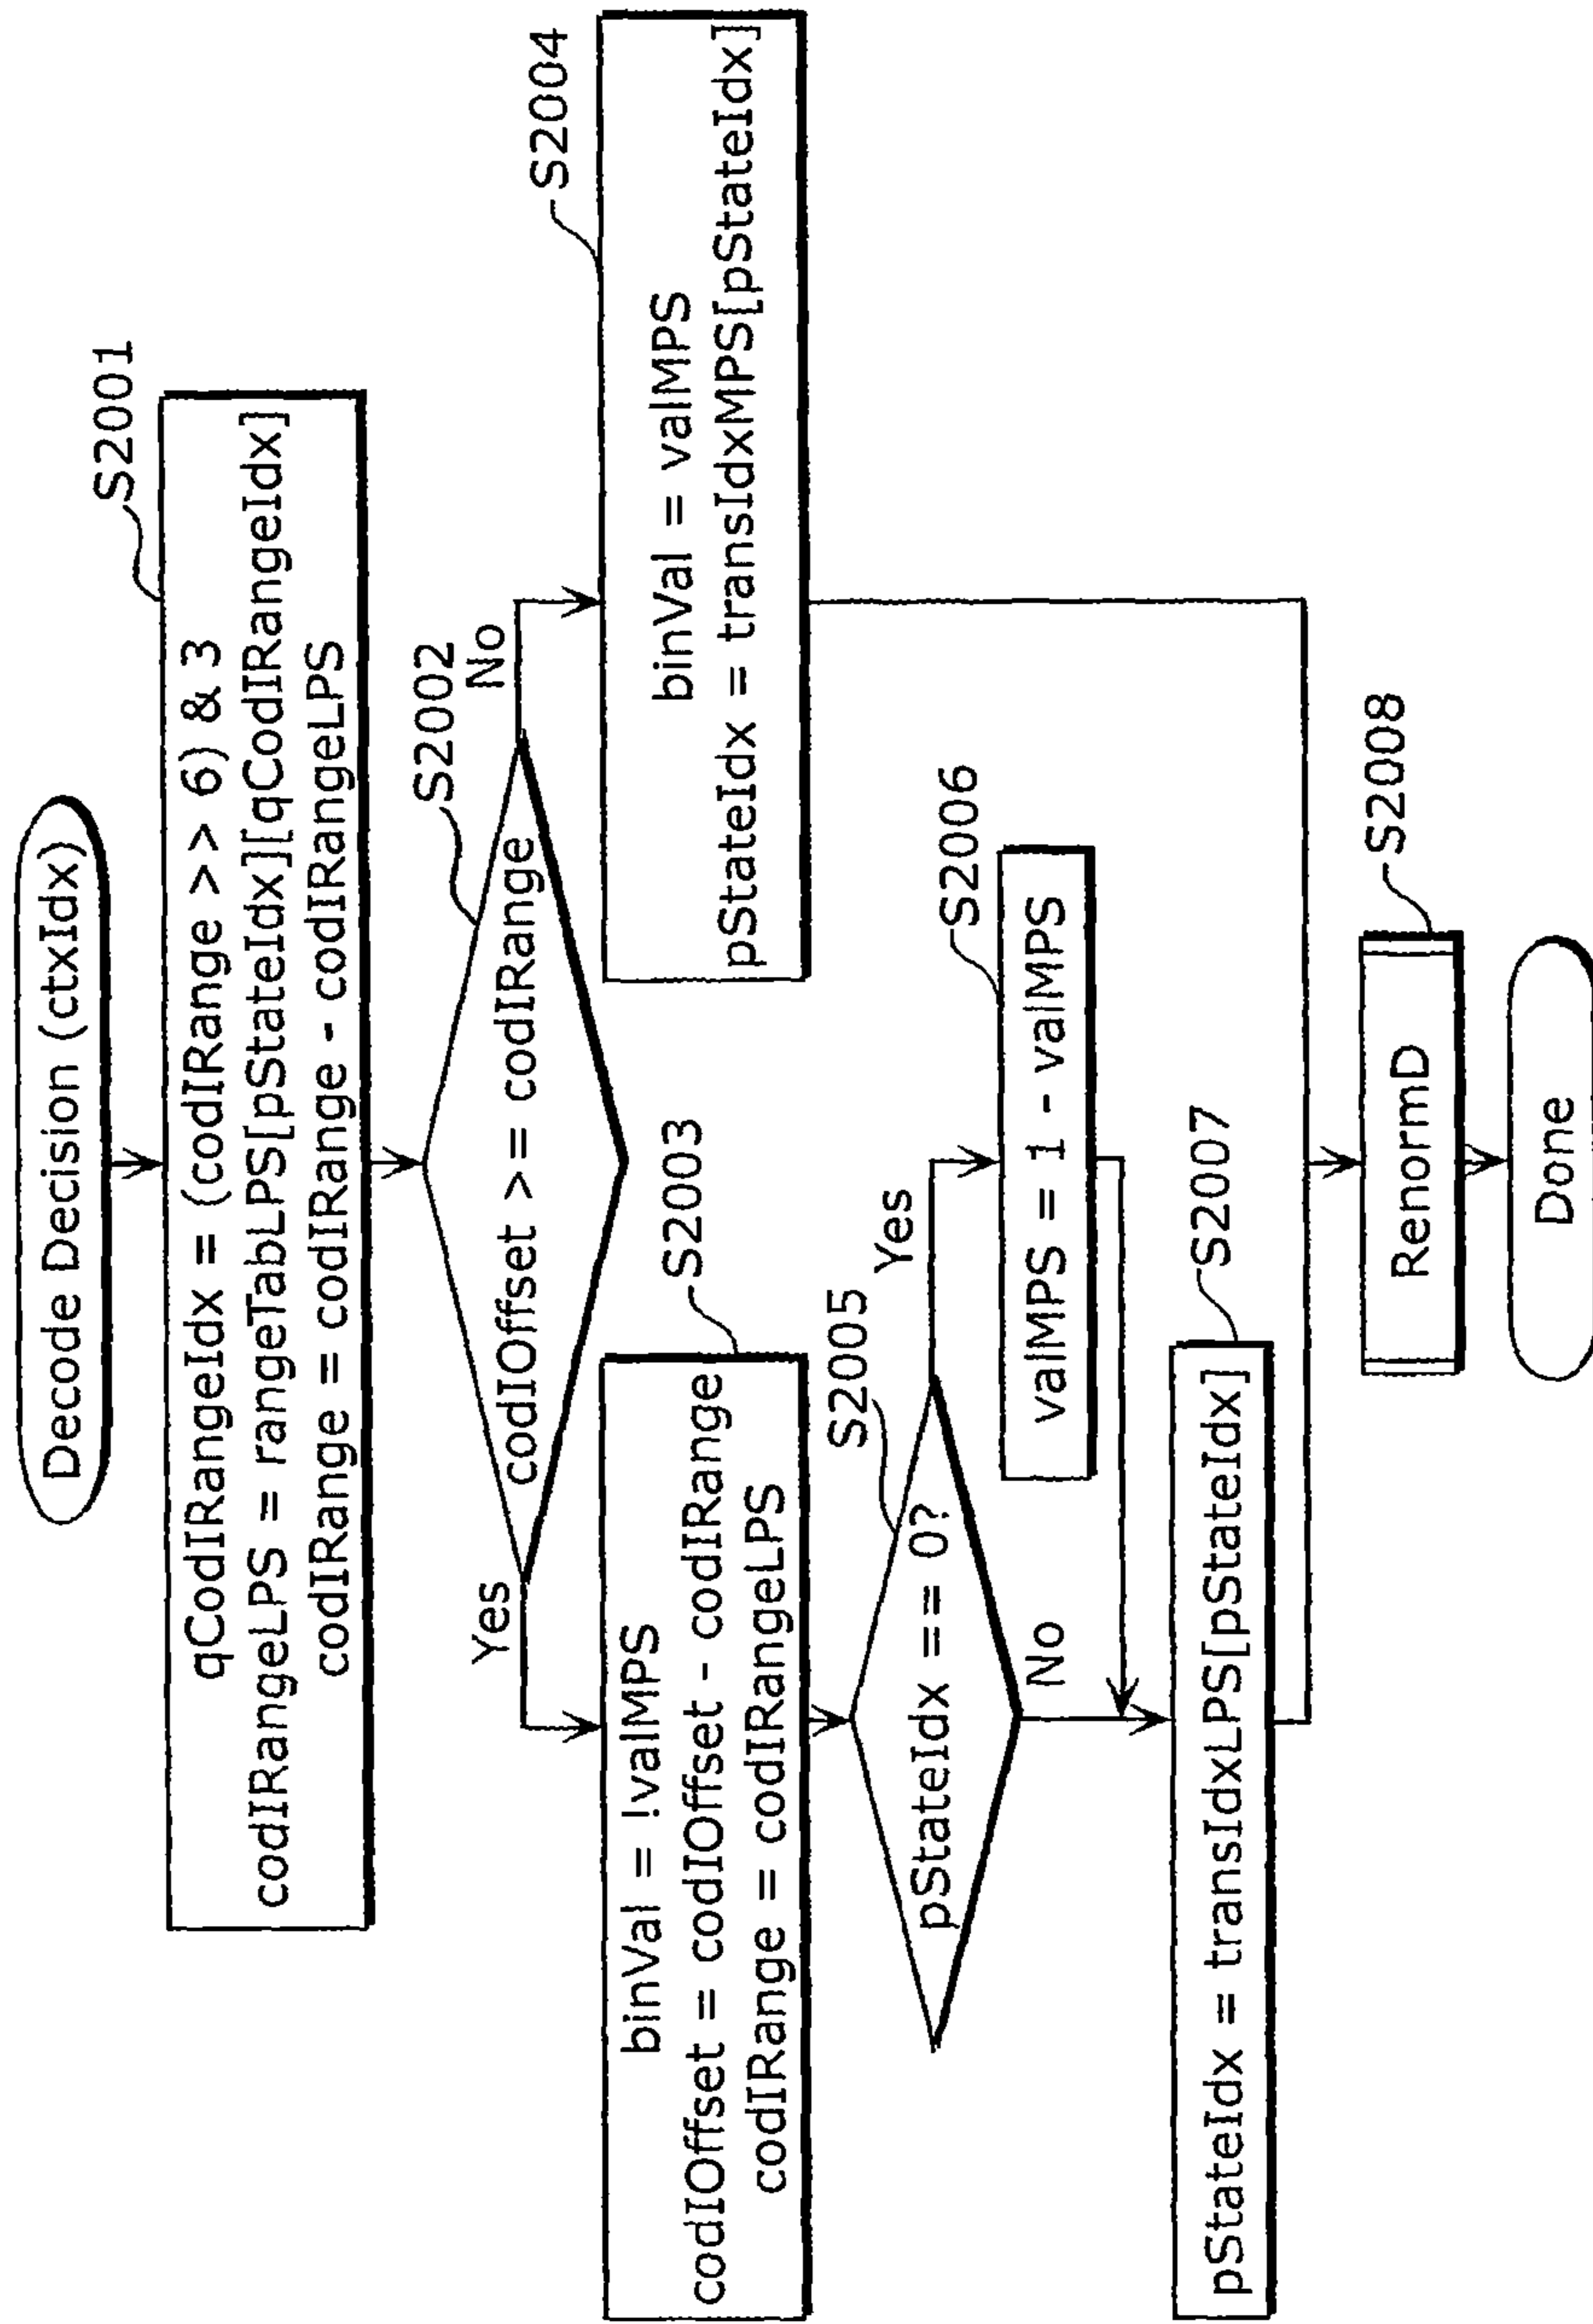 Decode Decision (ctxIdx)
S2001
qCodIRangeIdx = (codIRange >> 6) & 3
codIRangeLPS = rangeTabLPS[pStateIdx][qCodIRangeIdx]
codIRange = codIRange - codIRangeLPS
S2002
codIOffset >= codIRange
Yes
No
S2003
binVal = !valMPS
codIOffset = codIOffset - codIRange
codIRange = codIRangeLPS
S2004
binVal = valMPS
pStateIdx = transIdxMPS[pStateIdx]
S2005
pStateIdx == 0?
Yes
No
S2006
valMPS = 1 - valMPS
S2007
pStateIdx = transIdxLPS[pStateIdx]
S2008
RenormD
Done